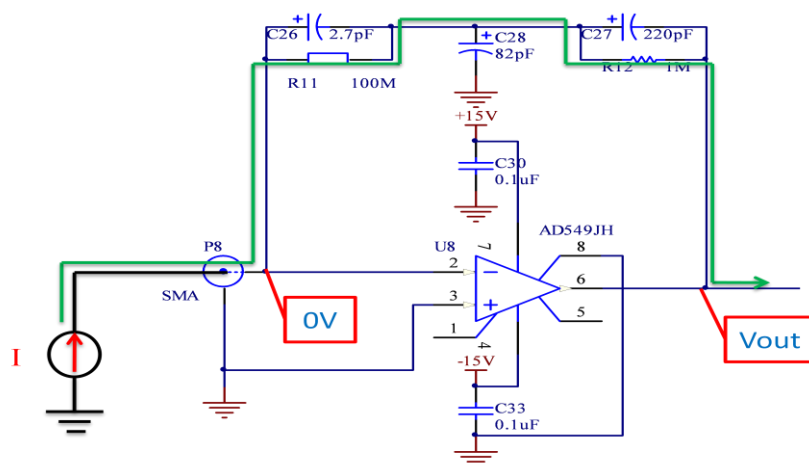 C26 + 2.7pF
R11 100M
+ C28
82pF
C27 + 220pF
R12 1M
+15V
C30
0.1uF
P8
SMA
U8
AD549JH
7
2
8
6
3
5
1
4
0V
Vout
I
-15V
C33
0.1uF